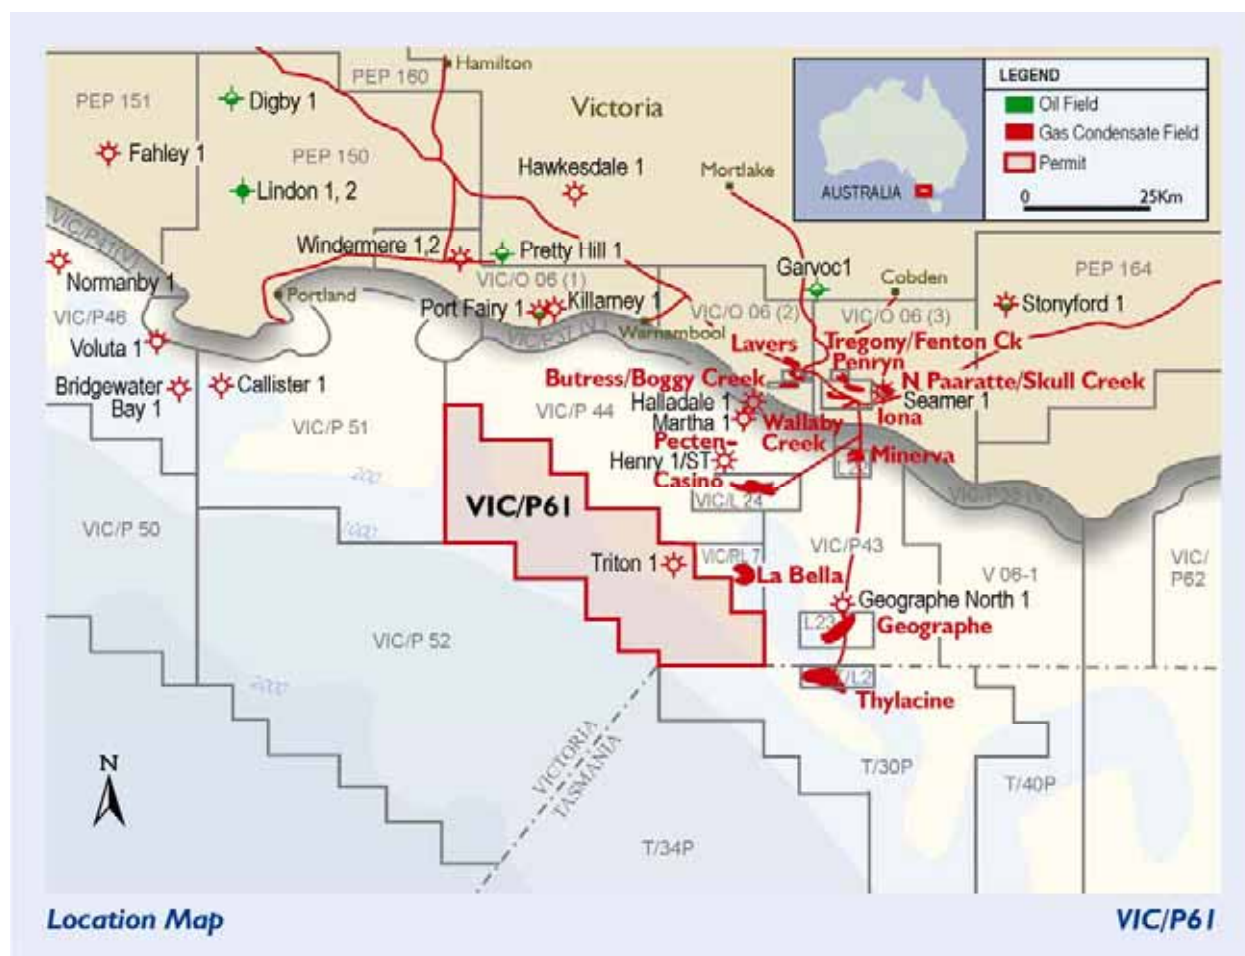 Hamilton
PEP 160
LEGEND
PEP 151
Digby 1
Victoria
Oil Field
Gas Condensate Field
Permit
Fahley 1
PEP 150
Hawkesdale 1
Mortlake
Lindon 1, 2
AUSTRALIA
0 25Km
VIC/P41(V)
Windermere 1,2
Pretty Hill 1
Garvoc1
Cobden
PEP 164
Normanby 1
VIC/O 06 (1)
Portland
Port Fairy 1
Killarney 1
VIC/O 06 (2)
VIC/O 06 (3)
Stonyford 1
VIC/P46
Warrnambool
Voluta 1
Lavers
Tregony/Fenton Ck
Penryn
Bridgewater
Bay 1
Callister 1
Butress/Boggy Creek
N Paaratte/Skull Creek
Halladale 1
Seamer 1
VIC/P 44
Martha 1
Wallaby
Creek
Iona
VIC/P 51
Pecten-
Henry 1/ST
Minerva
Casino
200
VIC/L 24
VIC/P61
VIC/P 50
VIC/P43
VIC/RL 7
Triton 1
La Bella
V 06-1
VIC/
P62
Geographe North 1
L23
Geographe
VIC/P 52
Thylacine
VICTORIA
TASMANIA
N
T/30P
T/40P
T/34P
Location Map
VIC/P61